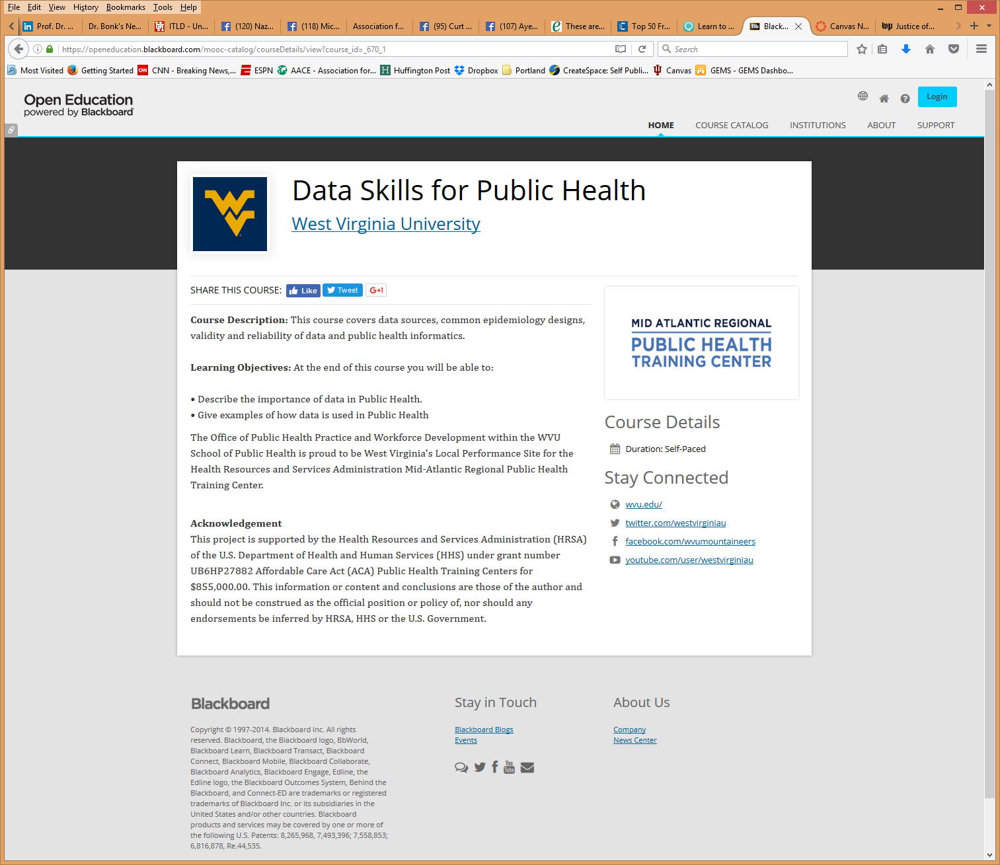 File Edit View History Bookmarks Tools Help
Prof. Dr. ... Dr. Bonk's Ne... ITLD - Un... (120) Naz... (118) Mic... Association f... (95) Curt ... (107) Aye... These are... Top 50 Fr... Learn to ... Black... Canvas N... Justice of...
https://openeducation.blackboard.com/mooc-catalog/courseDetails/view?course_id=_670_1 Search
Most Visited Getting Started CNN - Breaking News,... ESPN AACE - Association for... Huffington Post Dropbox Portland CreateSpace: Self Publi... Canvas GEMS - GEMS Dashbo...
Open Education
powered by Blackboard
Login
HOME COURSE CATALOG INSTITUTIONS ABOUT SUPPORT
WV
Data Skills for Public Health
West Virginia University
SHARE THIS COURSE: Like Tweet G+1
Course Description: This course covers data sources, common epidemiology designs,
validity and reliability of data and public health informatics.
Learning Objectives: At the end of this course you will be able to:
• Describe the importance of data in Public Health.
• Give examples of how data is used in Public Health
The Office of Public Health Practice and Workforce Development within the WVU
School of Public Health is proud to be West Virginia's Local Performance Site for the
Health Resources and Services Administration Mid-Atlantic Regional Public Health
Training Center.
Acknowledgement
This project is supported by the Health Resources and Services Administration (HRSA)
of the U.S. Department of Health and Human Services (HHS) under grant number
UB6HP27882 Affordable Care Act (ACA) Public Health Training Centers for
$855,000.00. This information or content and conclusions are those of the author and
should not be construed as the official position or policy of, nor should any
endorsements be inferred by HRSA, HHS or the U.S. Government.
MID ATLANTIC REGIONAL
PUBLIC HEALTH
TRAINING CENTER
Course Details
Duration: Self-Paced
Stay Connected
wvu.edu/
twitter.com/westvirginiau
facebook.com/wvumountaineers
youtube.com/user/westvirginiau
Blackboard
Copyright © 1997-2014. Blackboard Inc. All rights
reserved. Blackboard, the Blackboard logo, BbWorld,
Blackboard Learn, Blackboard Transact, Blackboard
Connect, Blackboard Mobile, Blackboard Collaborate,
Blackboard Analytics, Blackboard Engage, Edline, the
Edline logo, the Blackboard Outcomes System, Behind the
Blackboard, and Connect-ED are trademarks or registered
trademarks of Blackboard Inc. or its subsidiaries in the
United States and/or other countries. Blackboard
products and services may be covered by one or more of
the following U.S. Patents: 8,265,968, 7,493,396; 7,558,853;
6,816,878, Re.44,535.
Stay in Touch
Blackboard Blogs
Events
You
Tube
About Us
Company
News Center